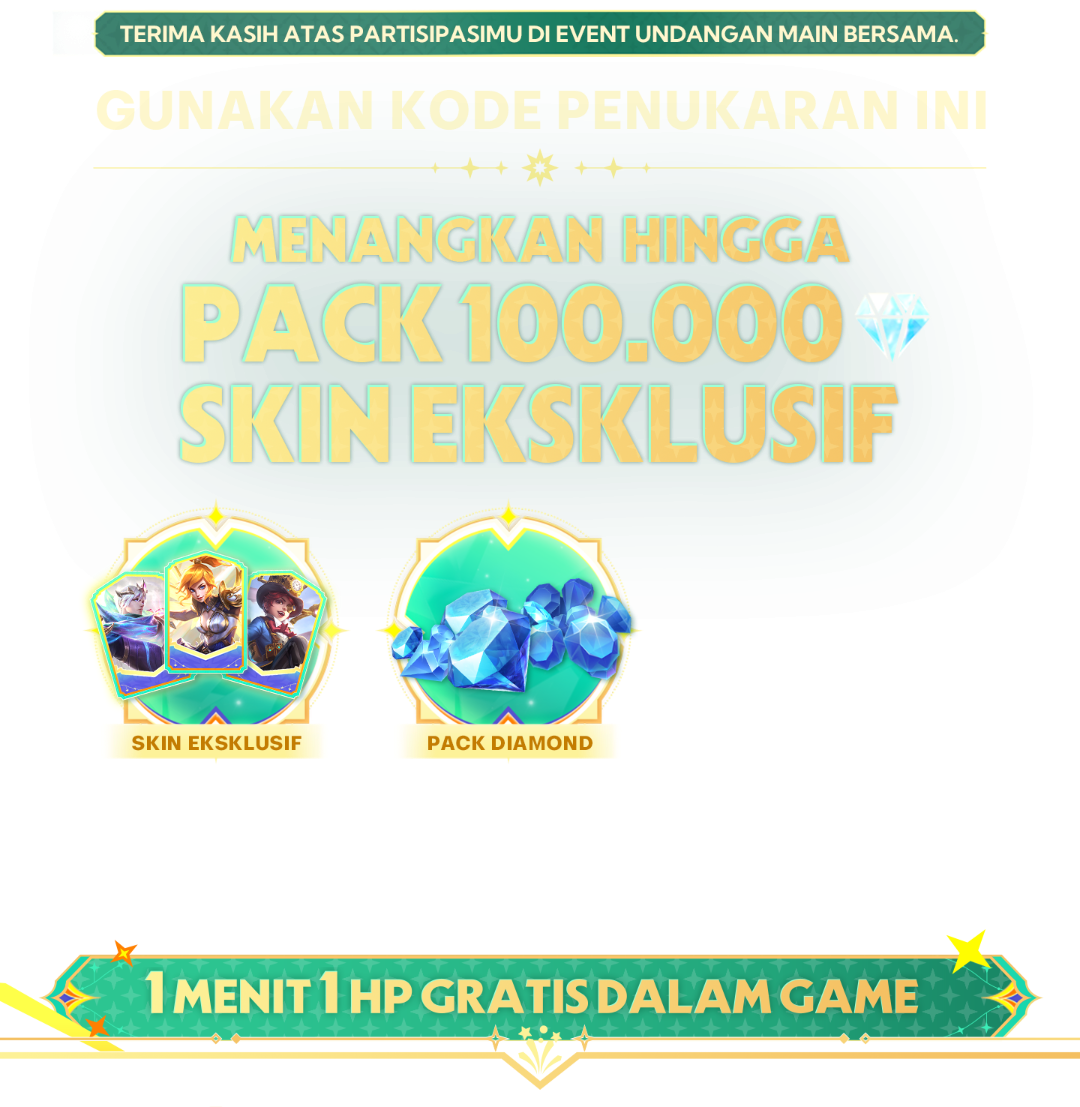 TERIMA KASIH ATAS PARTISIPASIMU DI EVENT UNDANGAN MAIN BERSAMA.
GUNAKAN KODE PENUKARAN INI
MENANGKAN HINGGA
PACK 100.000
SKIN EKSKLUSIF
SKIN EKSKLUSIF
PACK DIAMOND
1 MENIT 1 HP GRATIS DALAM GAME